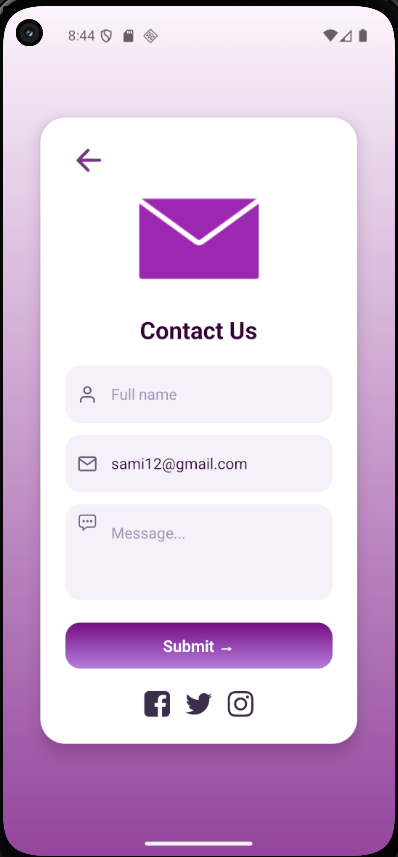 8:44
Contact Us
Full name
sami12@gmail.com
Message...
Submit →